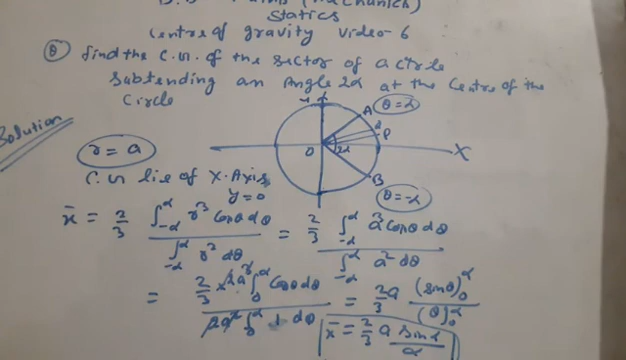 Statics
Centre of gravity video-6
Q find the C.G. of the sector of a circle
subtending an Angle 2α at the Centre of the
Circle
Solution
A θ=α
P
O 2α X
B
θ=-α
r = a
C.G lie of X-Axis
y=0
x̄ = 2/3 ∫_{-α}^{α} r³ cosθ dθ / ∫_{-α}^{α} r² dθ = 2/3 ∫_{-α}^{α} a³ cosθ dθ / ∫_{-α}^{α} a² dθ
= 2/3 × 2a³ ∫_0^α cosθ dθ / 2a² ∫_0^α 1 dθ = 2/3 a (sinθ)_0^α / (θ)_0^α
x̄ = 2/3 a sinα/α